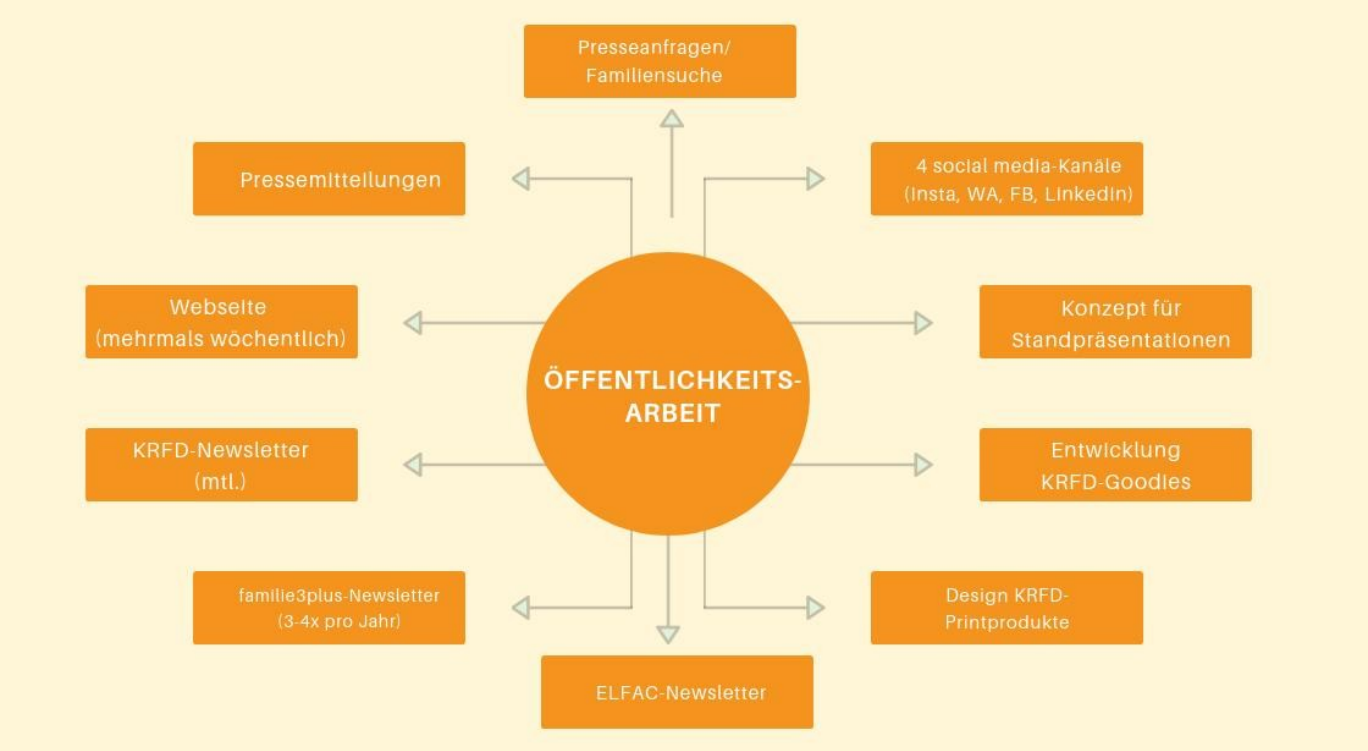 Presseanfragen/
Familiensuche
Pressemitteilungen
4 social media-Kanäle
(Insta, WA, FB, LinkedIn)
Webseite
(mehrmals wöchentlich)
Konzept für
Standpräsentationen
ÖFFENTLICHKEITS-
ARBEIT
KRFD-Newsletter
(mtl.)
Entwicklung
KRFD-Goodies
familie3plus-Newsletter
(3-4x pro Jahr)
Design KRFD-
Printprodukte
ELFAC-Newsletter